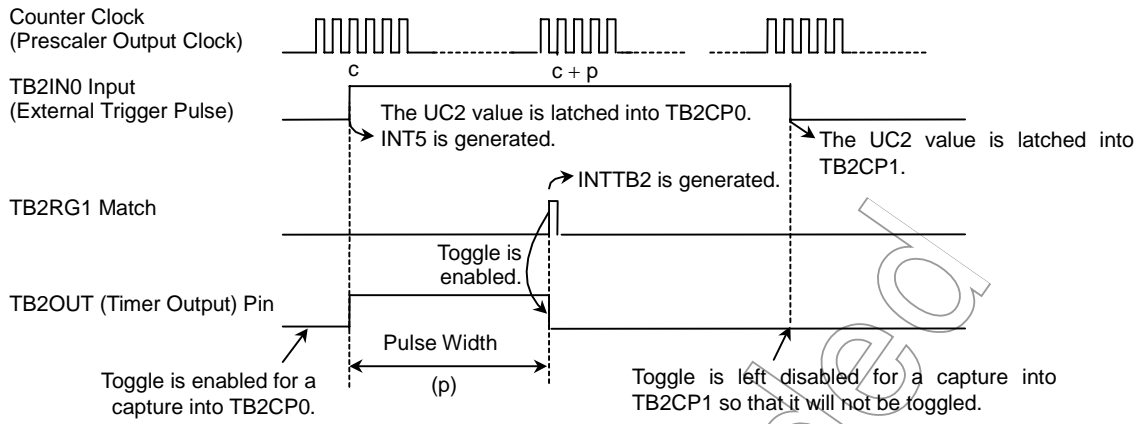 Counter Clock
(Prescaler Output Clock)
TB2IN0 Input
(External Trigger Pulse)
c
c + p
The UC2 value is latched into TB2CP0.
INT5 is generated.
The UC2 value is latched into
TB2CP1.
INTTB2 is generated.
TB2RG1 Match
Toggle is
enabled.
TB2OUT (Timer Output) Pin
Pulse Width
(p)
Toggle is enabled for a
capture into TB2CP0.
Toggle is left disabled for a capture into
TB2CP1 so that it will not be toggled.
ded